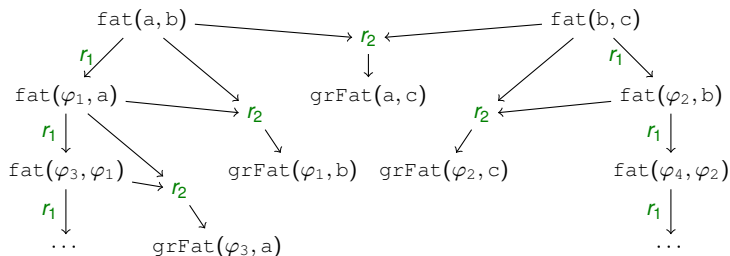 fat(a,b) r₂ fat(b,c)
r₁ r₁
fat(φ₁,a) grFat(a,c) fat(φ₂,b)
r₂ r₂
r₁ r₁
fat(φ₃,φ₁) grFat(φ₁,b) grFat(φ₂,c) fat(φ₄,φ₂)
r₂
r₁ r₁
... grFat(φ₃,a) ...